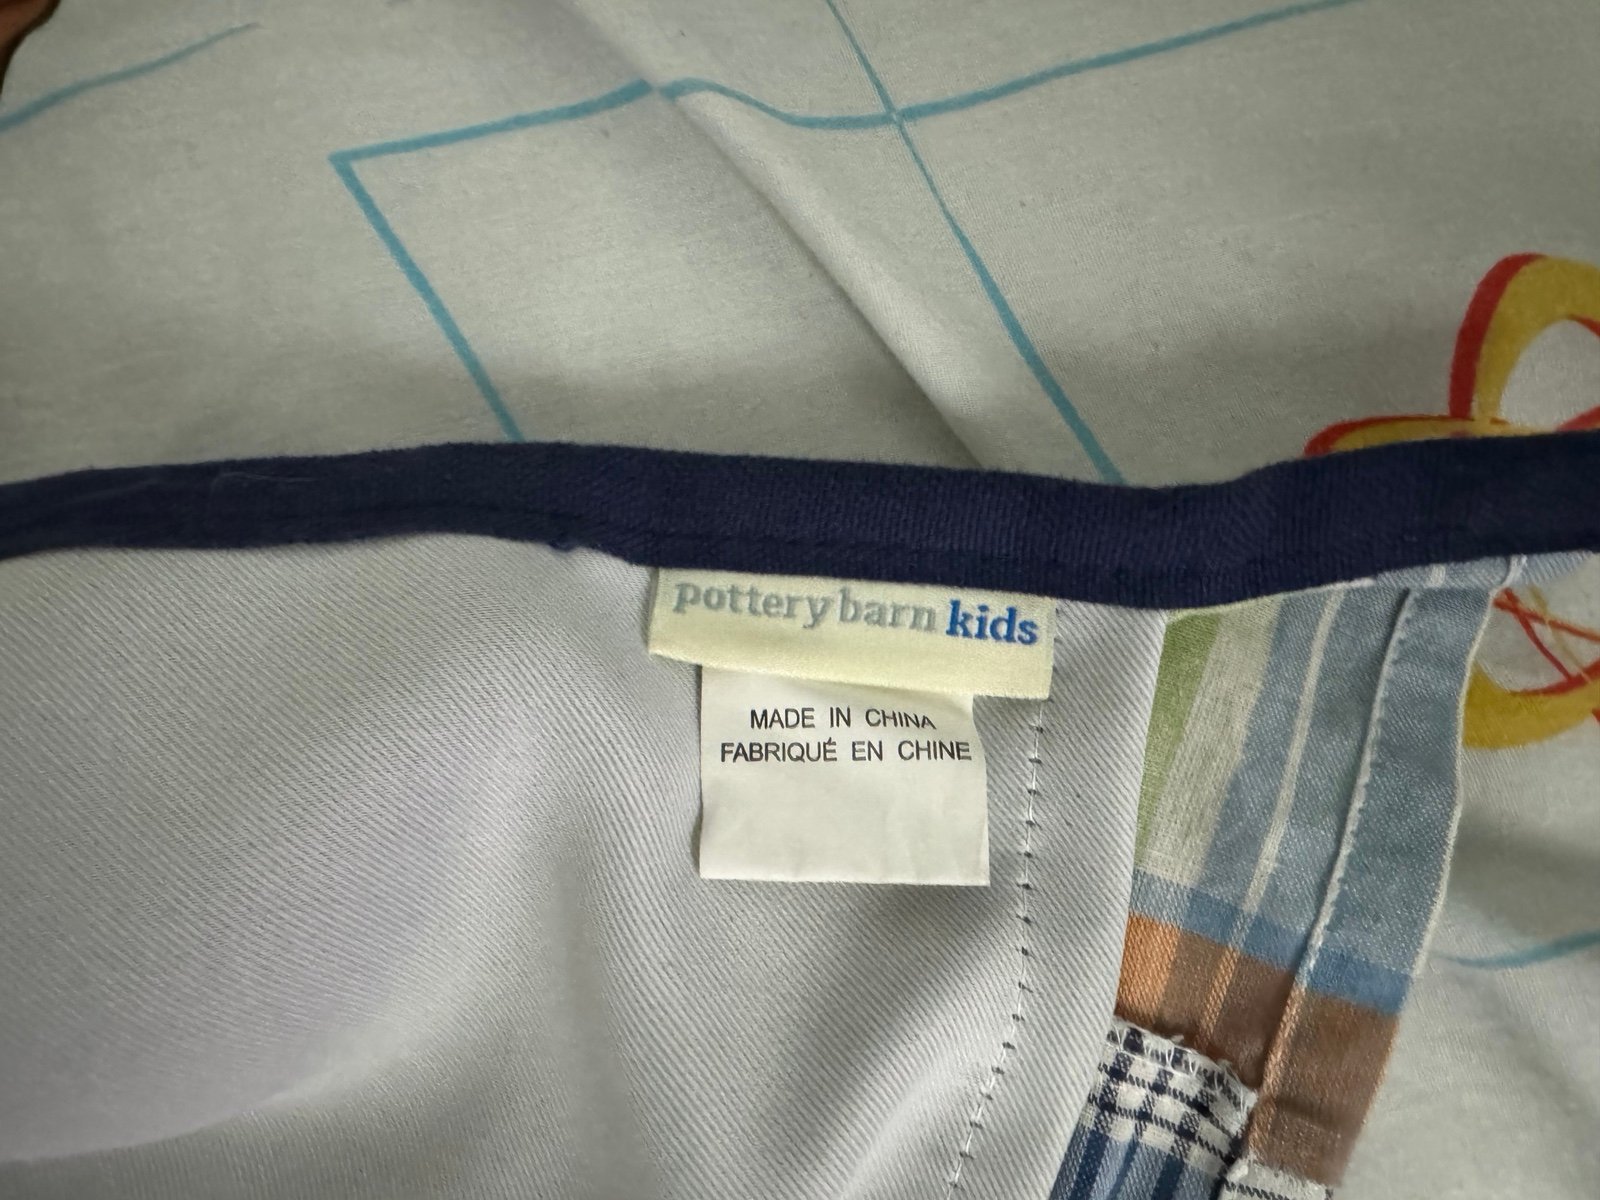 pottery barn kids
MADE IN CHINA
FABRIQUÉ EN CHINE